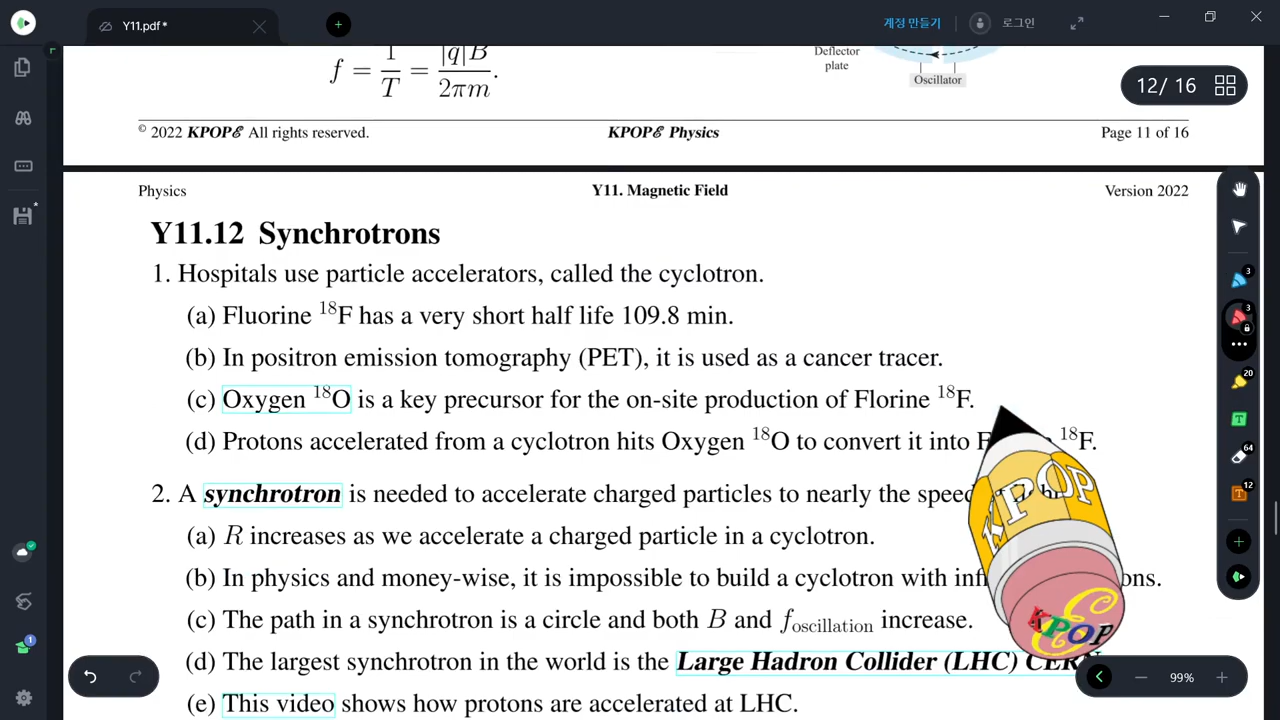 Y11.pdf*
계정 만들기
로그인
f = 1/T = |q|B/2πm.
Deflector
plate
Oscillator
12/ 16
© 2022 KPOPℰ All rights reserved.
KPOPℰ Physics
Page 11 of 16
Physics
Y11. Magnetic Field
Version 2022
Y11.12 Synchrotrons
1. Hospitals use particle accelerators, called the cyclotron.
(a) Fluorine ¹⁸F has a very short half life 109.8 min.
(b) In positron emission tomography (PET), it is used as a cancer tracer.
(c) Oxygen ¹⁸O is a key precursor for the on-site production of Florine ¹⁸F.
(d) Protons accelerated from a cyclotron hits Oxygen ¹⁸O to convert it into ¹⁸F.
2. A synchrotron is needed to accelerate charged particles to nearly the speed
(a) R increases as we accelerate a charged particle in a cyclotron.
(b) In physics and money-wise, it is impossible to build a cyclotron with
(c) The path in a synchrotron is a circle and both B and f_oscillation increase.
(d) The largest synchrotron in the world is the Large Hadron Collider (LHC) CERN
(e) This video shows how protons are accelerated at LHC.
KPOP
KPOP
3
3
20
T
64
T 12
1
99%